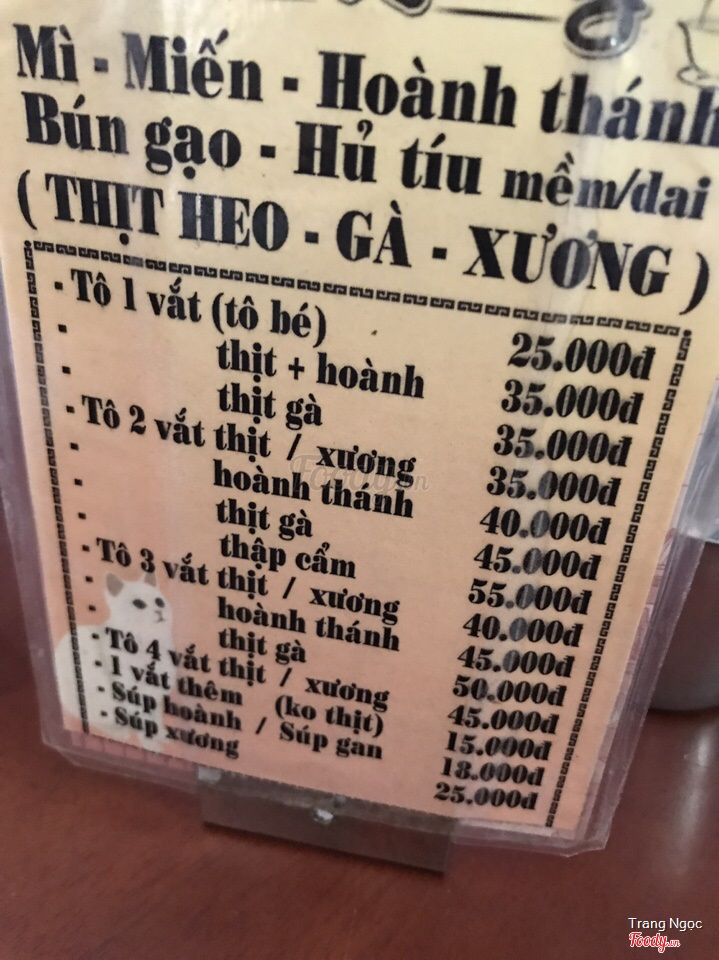 Mì - Miến - Hoành thánh
Bún gạo - Hủ tíu mềm/dai
( THỊT HEO - GÀ - XƯƠNG )
- Tô 1 vắt (tô bé) 25.000đ
- thịt + hoành 35.000đ
- thịt gà 35.000đ
- Tô 2 vắt thịt / xương 35.000đ
- hoành thánh 40.000đ
- thịt gà 45.000đ
- thập cẩm 55.000đ
- Tô 3 vắt thịt / xương 40.000đ
- hoành thánh 45.000đ
- thịt gà 50.000đ
- Tô 4 vắt thịt / xương 45.000đ
- 1 vắt thêm (ko thịt) 15.000đ
- Súp hoành / Súp gan 18.000đ
- Súp xương 25.000đ
Foody.vn
Trang Ngọc
Foody.vn